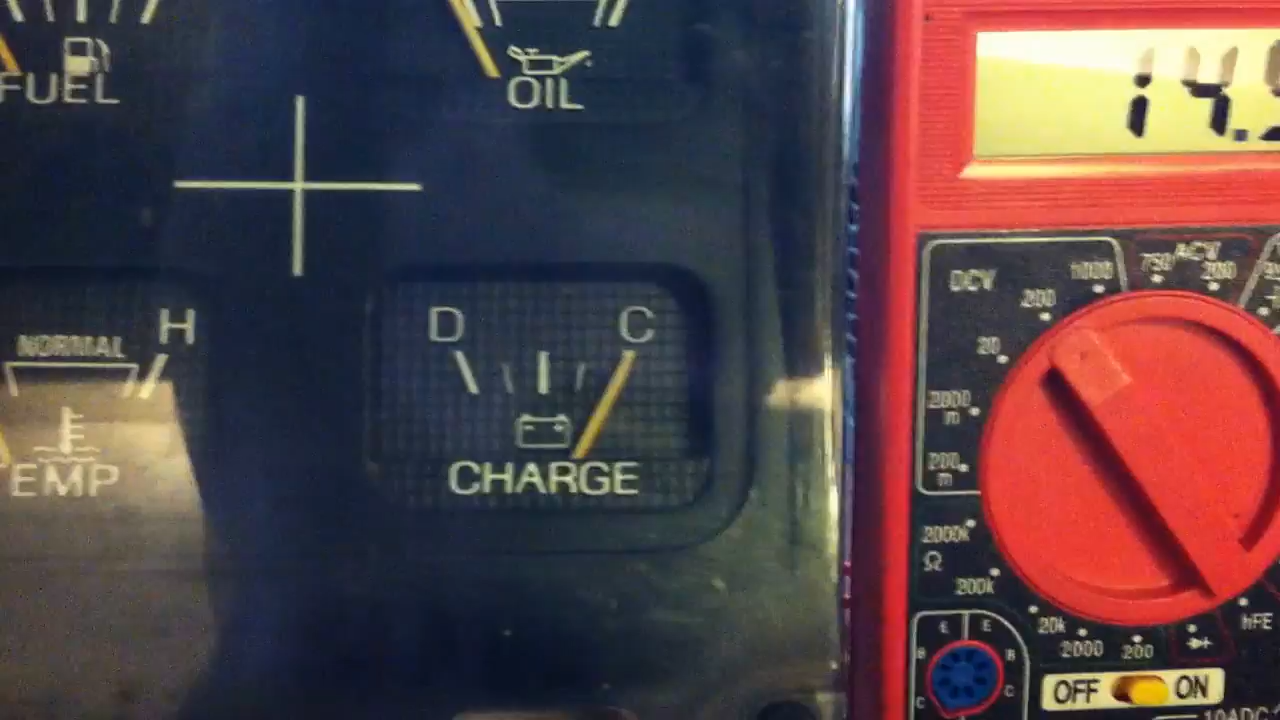 FUEL
OIL
NORMAL
H
EMP
D
C
CHARGE
14.
DCV
ACV
1000
750
200
200
20
2000
m
200
m
2000k
Ω
200k
20k
2000
200
hFE
E
E
B
B
C
C
OFF
ON
10ADC